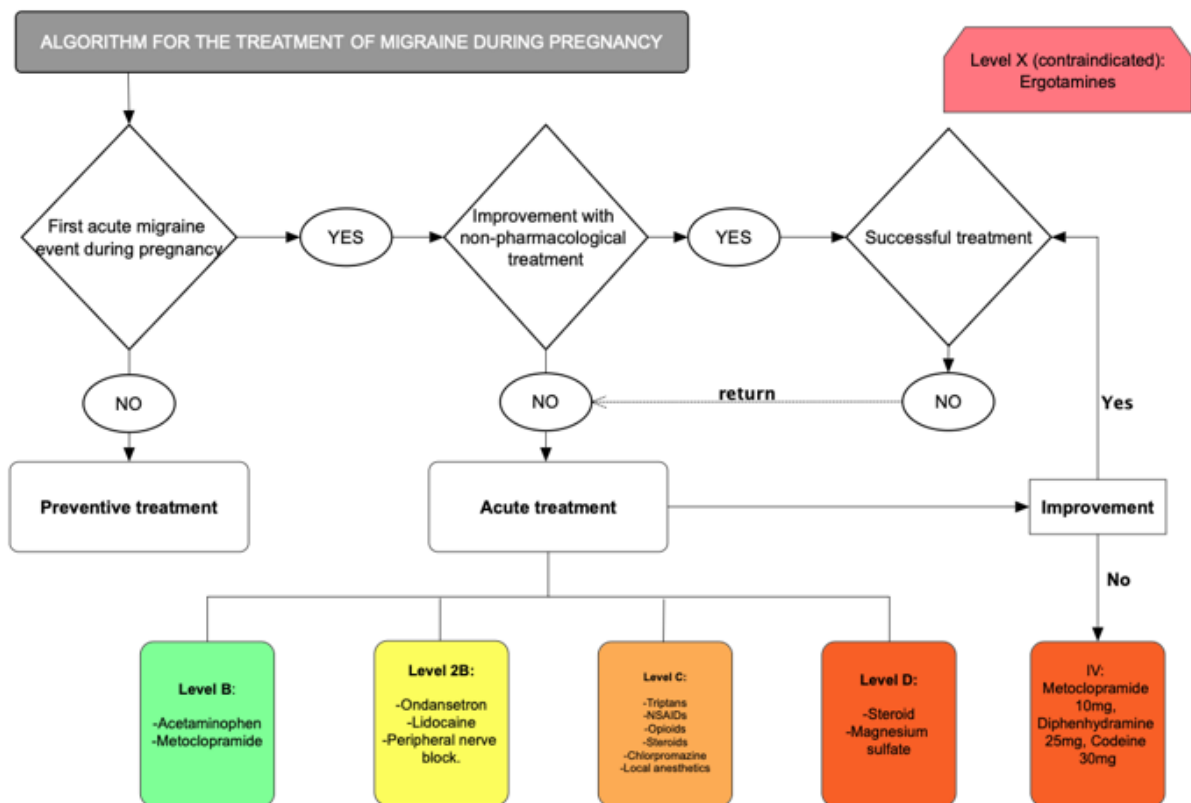 ALGORITHM FOR THE TREATMENT OF MIGRAINE DURING PREGNANCY
Level X (contraindicated):
Ergotamines
First acute migraine
event during pregnancy
YES
Improvement with
non-pharmacological
treatment
YES
Successful treatment
NO
NO
return
NO
Yes
Preventive treatment
Acute treatment
Improvement
No
Level B:
-Acetaminophen
-Metoclopramide
Level 2B:
-Ondansetron
-Lidocaine
-Peripheral nerve
block.
Level C:
-Triptans
-NSAIDs
-Opioids
-Steroids
-Chlorpromazine
-Local anesthetics
Level D:
-Steroid
-Magnesium
sulfate
IV:
Metoclopramide
10mg,
Diphenhydramine
25mg, Codeine
30mg